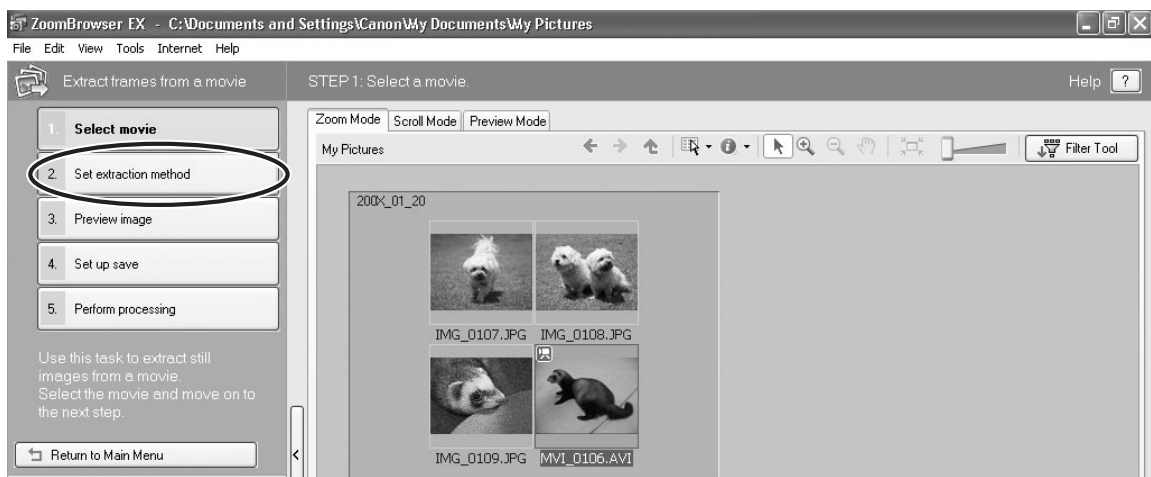 ZoomBrowser EX - C:\Documents and Settings\Canon\My Documents\My Pictures
File Edit View Tools Internet Help
Extract frames from a movie
STEP 1: Select a movie.
Help ?
1. Select movie
2. Set extraction method
3. Preview image
4. Set up save
5. Perform processing
Use this task to extract still
images from a movie.
Select the movie and move on to
the next step.
Return to Main Menu
Zoom Mode Scroll Mode Preview Mode
My Pictures
Filter Tool
200X_01_20
IMG_0107.JPG IMG_0108.JPG
IMG_0109.JPG MVI_0106.AVI